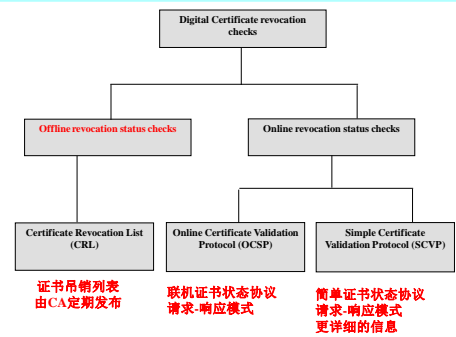 Digital Certificate revocation
checks
Offline revocation status checks
Online revocation status checks
Certificate Revocation List
(CRL)
Online Certificate Validation
Protocol (OCSP)
Simple Certificate
Validation Protocol (SCVP)
证书吊销列表
由CA定期发布
联机证书状态协议
请求-响应模式
简单证书状态协议
请求-响应模式
更详细的信息